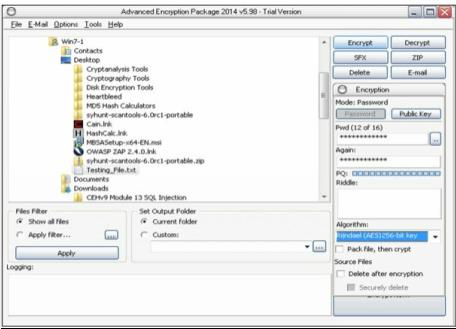 Advanced Encryption Package 2014 v5.98 - Trial Version
File E-Mail Options Tools Help
Win7-1
Contacts
Desktop
Cryptanalysis Tools
Cryptography Tools
Disk Encryption Tools
Heartbleed
MD5 Hash Calculators
syhunt-scantools-6.0rc1-portable
Cain.lnk
HashCalc.lnk
MBSASetup-x64-EN.msi
OWASP ZAP 2.4.0.lnk
syhunt-scantools-6.0rc1-portable.zip
Testing_File.txt
Documents
Downloads
CEHv9 Module 13 SQL Injection
Files Filter
Show all files
Apply filter...
...
Apply
Set Output Folder
Current folder
Custom:
...
Logging:
Encrypt Decrypt
SFX ZIP
Delete E-mail
Encryption
Mode: Password
Password Public Key
Pwd (12 of 16)
************
...
Again:
************
PQ:
Riddle:
Algorithm:
Rijndael (AES)256-bit key
Pack file, then crypt
Source Files
Delete after encryption
Securely delete